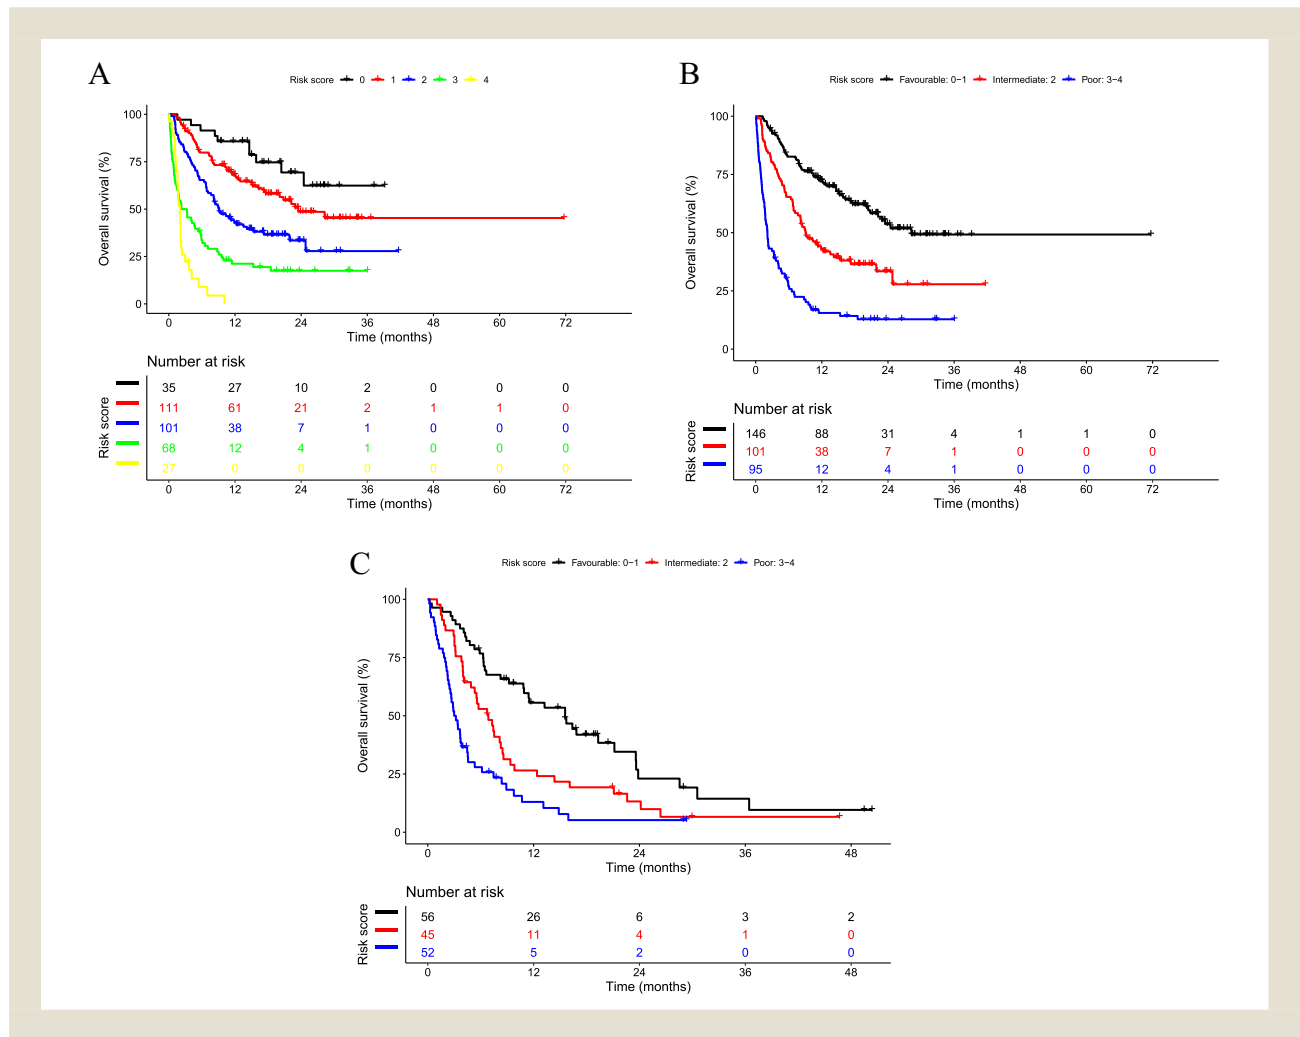 A
Risk score 0 1 2 3 4
Overall survival (%)
100
75
50
25
0
0 12 24 36 48 60 72
Time (months)
Number at risk
Risk score
35 27 10 2 0 0 0
111 61 21 2 1 1 0
101 38 7 1 0 0 0
68 12 4 1 0 0 0
27 0 0 0 0 0 0
0 12 24 36 48 60 72
Time (months)
B
Risk score Favourable: 0−1 Intermediate: 2 Poor: 3−4
Overall survival (%)
100
75
50
25
0
0 12 24 36 48 60 72
Time (months)
Number at risk
Risk score
146 88 31 4 1 1 0
101 38 7 1 0 0 0
95 12 4 1 0 0 0
0 12 24 36 48 60 72
Time (months)
C
Risk score Favourable: 0−1 Intermediate: 2 Poor: 3−4
Overall survival (%)
100
75
50
25
0
0 12 24 36 48
Time (months)
Number at risk
Risk score
56 26 6 3 2
45 11 4 1 0
52 5 2 0 0
0 12 24 36 48
Time (months)